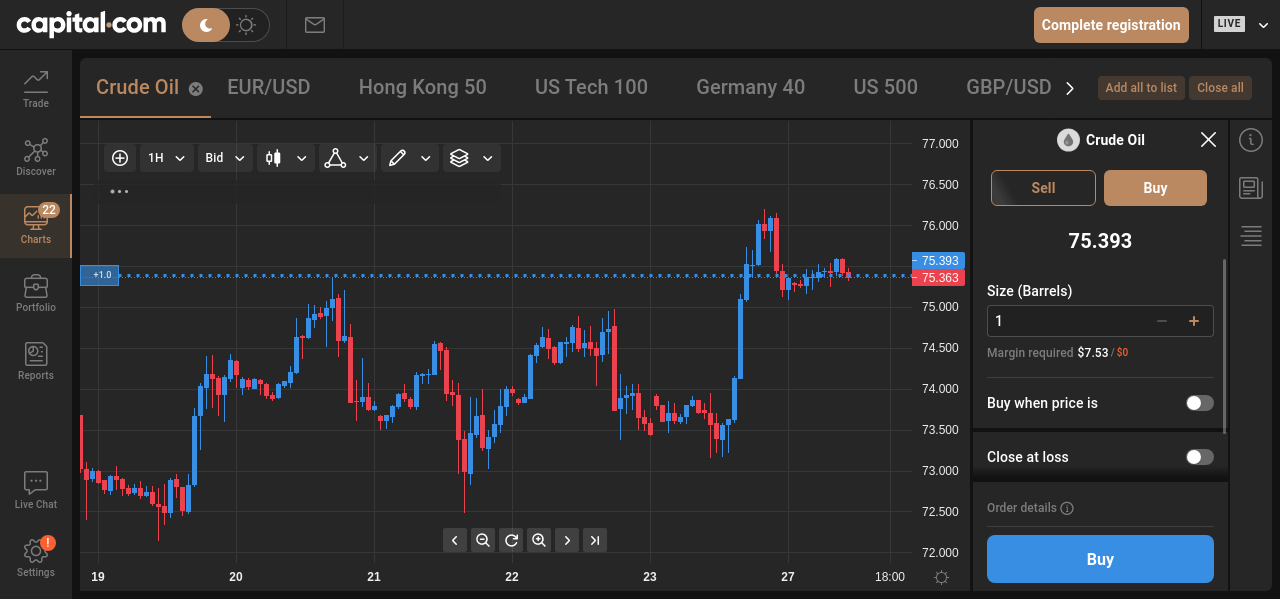 capital.com
Complete registration
LIVE
Trade
Discover
22
Charts
Portfolio
Reports
Live Chat
!
Settings
Crude Oil
EUR/USD
Hong Kong 50
US Tech 100
Germany 40
US 500
GBP/USD
Add all to list
Close all
1H
Bid
+1.0
77.000
76.500
76.000
75.393
75.363
75.000
74.500
74.000
73.500
73.000
72.500
72.000
19
20
21
22
23
27
18:00
Crude Oil
Sell
Buy
75.393
Size (Barrels)
1
Margin required $7.53 / $0
Buy when price is
Close at loss
Order details
Buy